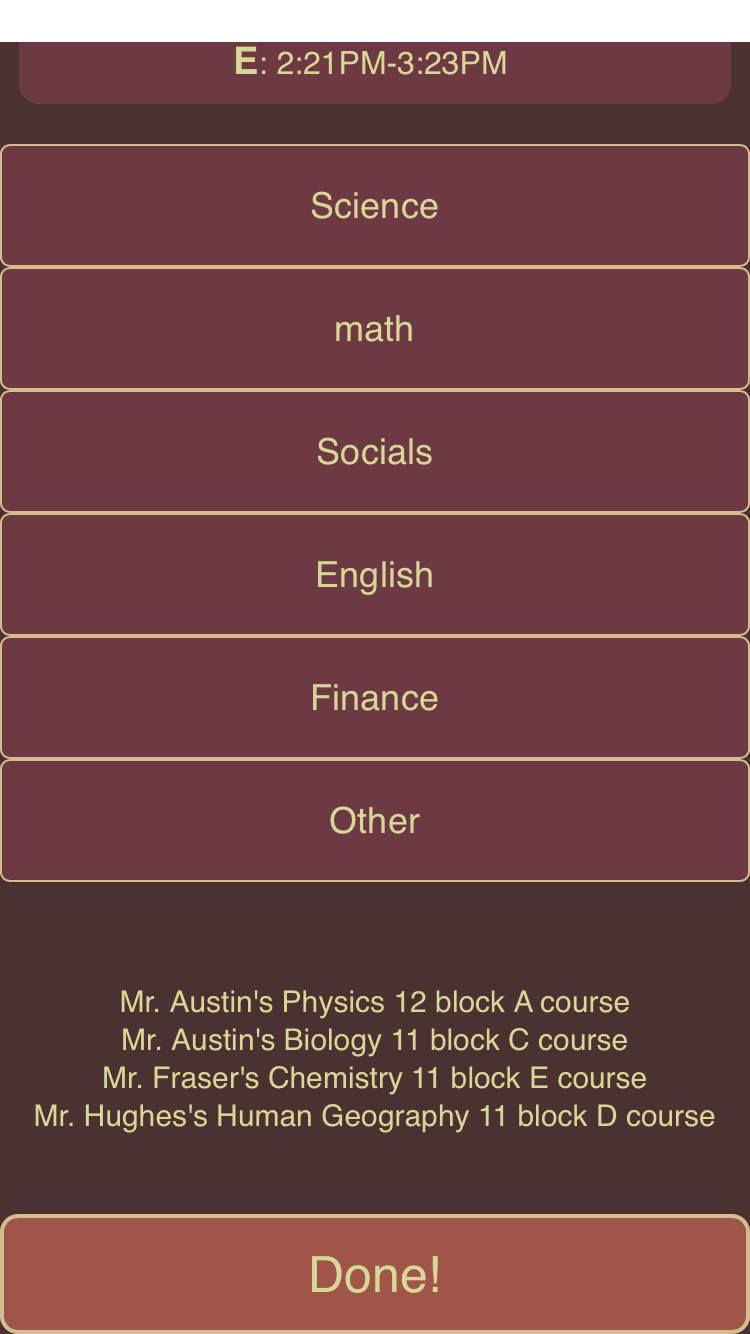 E: 2:21PM-3:23PM
Science
math
Socials
English
Finance
Other
Mr. Austin's Physics 12 block A course
Mr. Austin's Biology 11 block C course
Mr. Fraser's Chemistry 11 block E course
Mr. Hughes's Human Geography 11 block D course
Done!